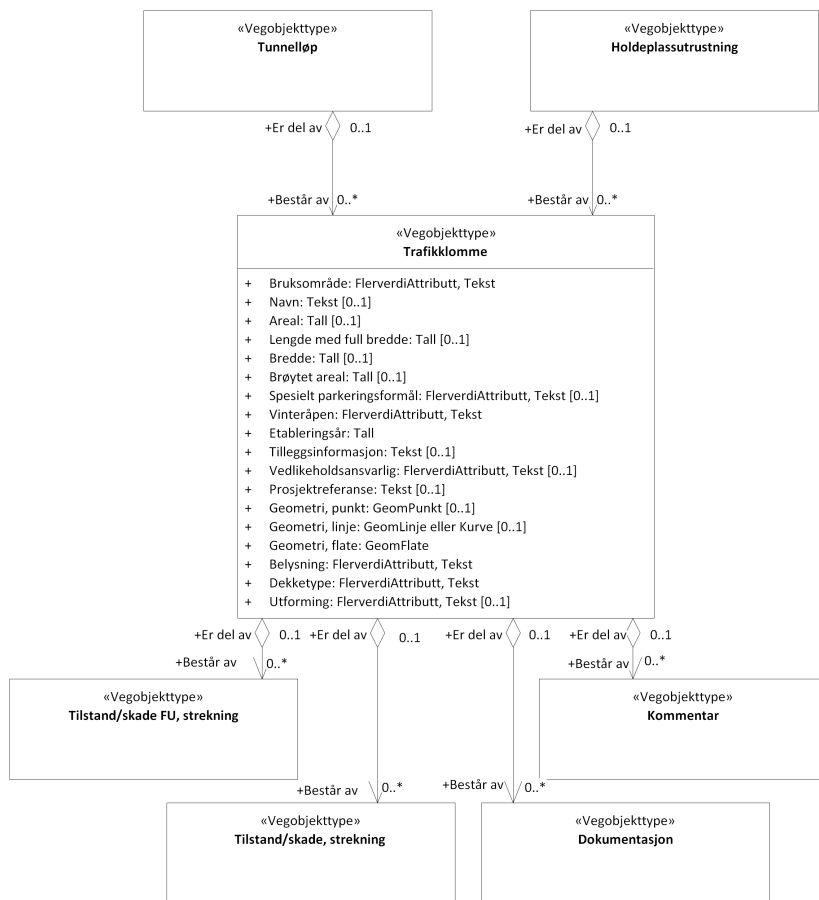 «Vegobjekttype»
Tunnelløp
«Vegobjekttype»
Holdeplassutrustning
+Er del av 0..1
+Er del av 0..1
+Består av 0..*
+Består av 0..*
«Vegobjekttype»
Trafikklomme
+ Bruksområde: FlerverdiAttributt, Tekst
+ Navn: Tekst [0..1]
+ Areal: Tall [0..1]
+ Lengde med full bredde: Tall [0..1]
+ Bredde: Tall [0..1]
+ Brøytet areal: Tall [0..1]
+ Spesielt parkeringsformål: FlerverdiAttributt, Tekst [0..1]
+ Vinteråpen: FlerverdiAttributt, Tekst
+ Etableringsår: Tall
+ Tilleggsinformasjon: Tekst [0..1]
+ Vedlikeholdsansvarlig: FlerverdiAttributt, Tekst [0..1]
+ Prosjektreferanse: Tekst [0..1]
+ Geometri, punkt: GeomPunkt [0..1]
+ Geometri, linje: GeomLinje eller Kurve [0..1]
+ Geometri, flate: GeomFlate
+ Belysning: FlerverdiAttributt, Tekst
+ Dekketype: FlerverdiAttributt, Tekst
+ Utforming: FlerverdiAttributt, Tekst [0..1]
+Er del av 0..1
+Er del av 0..1
+Er del av 0..1
+Er del av 0..1
+Består av 0..*
+Består av 0..*
«Vegobjekttype»
Tilstand/skade FU, strekning
«Vegobjekttype»
Kommentar
+Består av 0..*
+Består av 0..*
«Vegobjekttype»
Tilstand/skade, strekning
«Vegobjekttype»
Dokumentasjon